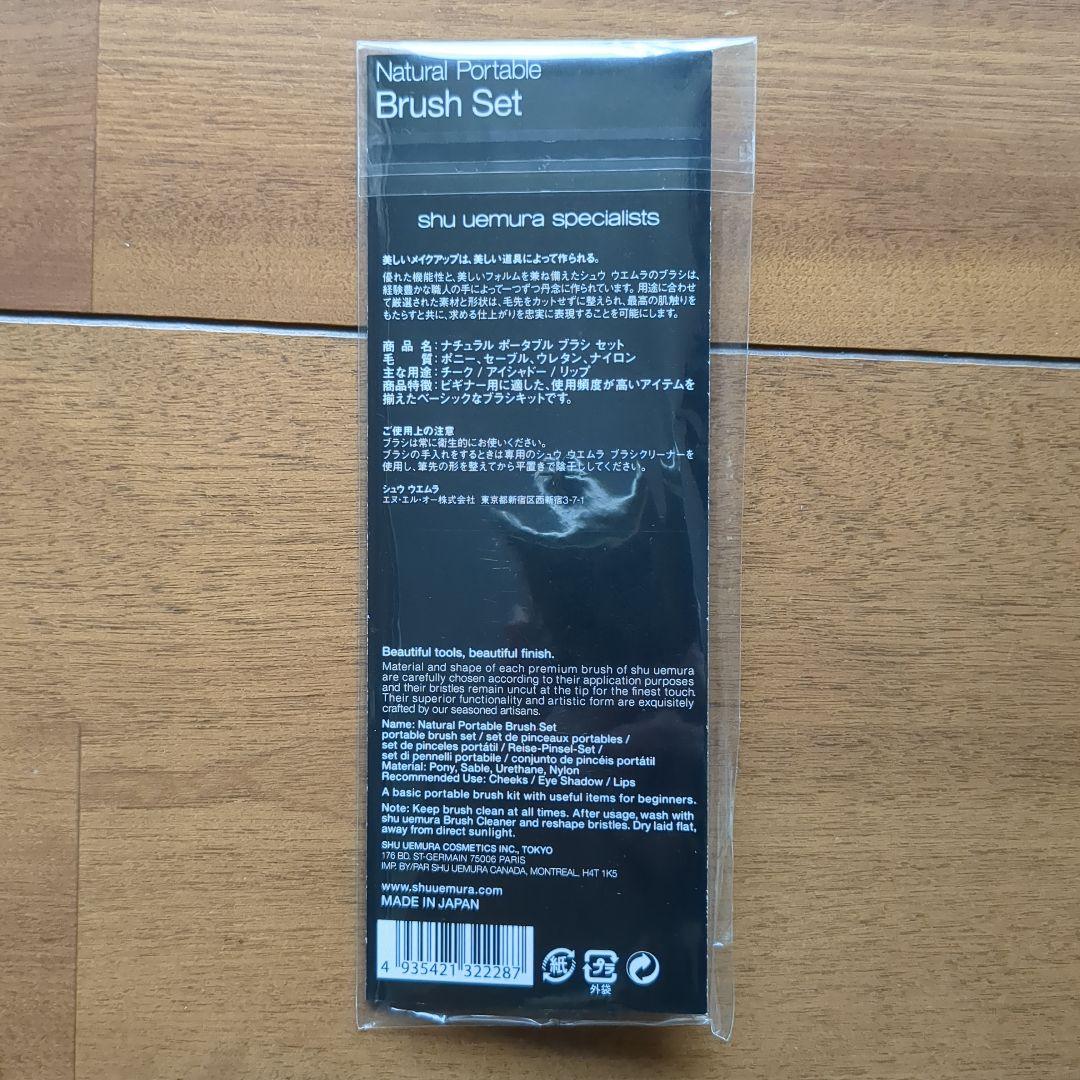 Natural Portable
Brush Set
shu uemura specialists
美しいメイクアップは、美しい道具によって作られる。
優れた機能性と、美しいフォルムを兼ね備えたシュウ ウエムラのブラシは、
経験豊かな職人の手によって一つずつ丹念に作られています。用途に合わせ
て厳選された素材と形状は、毛先をカットせずに整えられ、最高の肌触りを
もたらすと共に、求める仕上がりを忠実に表現することを可能にします。
商品名:ナチュラル ポータブル ブラシ セット
毛質:ポニー、セーブル、ウレタン、ナイロン
主な用途:チーク / アイシャドー / リップ
商品特徴:ビギナー用に適した、使用頻度が高いアイテムを
揃えたベーシックなブラシキットです。
ご使用上の注意
ブラシは常に衛生的にお使いください。
ブラシの手入れをするときは専用のシュウ ウエムラ ブラシクリーナーを
使用し、筆先の形を整えてから平置きで陰干ししてください。
シュウ ウエムラ
エヌ・エル・オー株式会社 東京都新宿区西新宿3-7-1
Beautiful tools, beautiful finish.
Material and shape of each premium brush of shu uemura
are carefully chosen according to their application purposes
and their bristles remain uncut at the tip for the finest touch.
Their superior functionality and artistic form are exquisitely
crafted by our seasoned artisans.
Name: Natural Portable Brush Set
portable brush set / set de pinceaux portables /
set de pinceles portátil / Reise-Pinsel-Set /
set di pennelli portabile / conjunto de pincéis portátil
Material: Pony, Sable, Urethane, Nylon
Recommended Use: Cheeks / Eye Shadow / Lips
A basic portable brush kit with useful items for beginners.
Note: Keep brush clean at all times. After usage, wash with
shu uemura Brush Cleaner and reshape bristles. Dry laid flat,
away from direct sunlight.
SHU UEMURA COSMETICS INC., TOKYO
176 BD. ST-GERMAIN 75006 PARIS
IMP. BY/PAR SHU UEMURA CANADA, MONTREAL, H4T 1K5
www.shuuemura.com
MADE IN JAPAN
4 935421 322287
紙
プラ
外袋